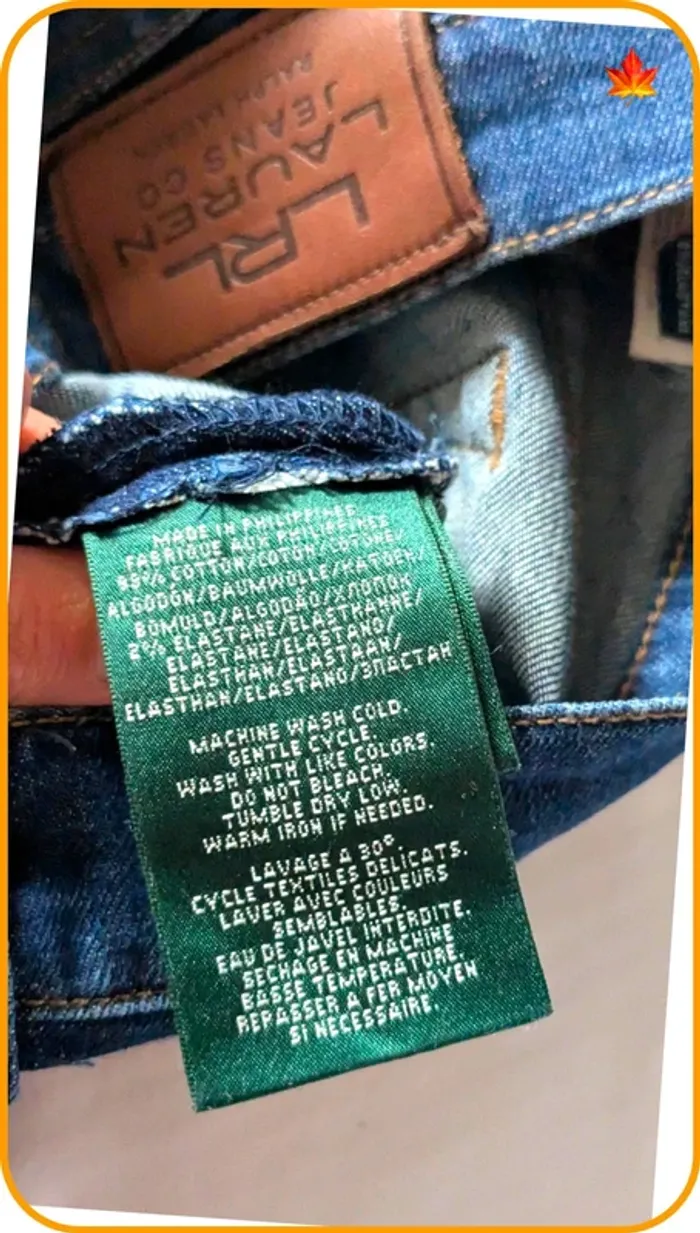 LRL
LAUREN
JEANS CO
RALPH LAUREN
MADE IN PHILIPPINES
FABRIQUE AUX PHILIPPINES
98% COTTON/COTON/COTONE/
ALGODÓN/BAUMWOLLE/KATOEN/
BOMULD/ALGODÃO/ХЛОПОК
2% ELASTANE/ELASTHANNE/
ELASTANE/ELASTANO/
ELASTHAN/ELASTAAN/
ELASTHAN/ELASTANO/ЭЛАСТАН
MACHINE WASH COLD.
GENTLE CYCLE.
WASH WITH LIKE COLORS.
DO NOT BLEACH.
TUMBLE DRY LOW.
WARM IRON IF NEEDED.
LAVAGE A 30°.
CYCLE TEXTILES DELICATS.
LAVER AVEC COULEURS
SEMBLABLES.
EAU DE JAVEL INTERDITE.
SECHAGE EN MACHINE
BASSE TEMPERATURE.
REPASSER A FER MOYEN
SI NECESSAIRE.